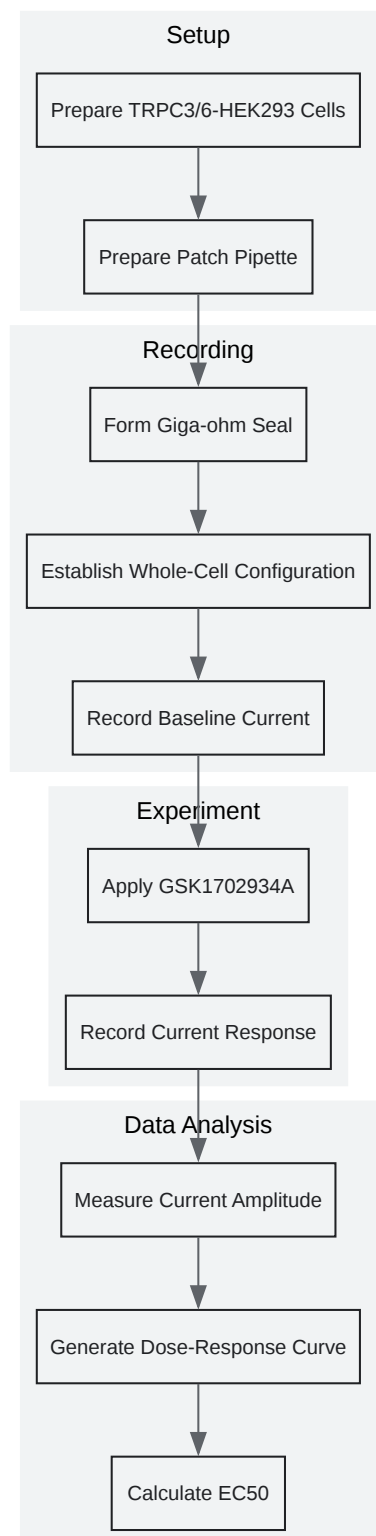 Setup
Prepare TRPC3/6-HEK293 Cells
Prepare Patch Pipette
Recording
Form Giga-ohm Seal
Establish Whole-Cell Configuration
Record Baseline Current
Experiment
Apply GSK1702934A
Record Current Response
Data Analysis
Measure Current Amplitude
Generate Dose-Response Curve
Calculate EC50